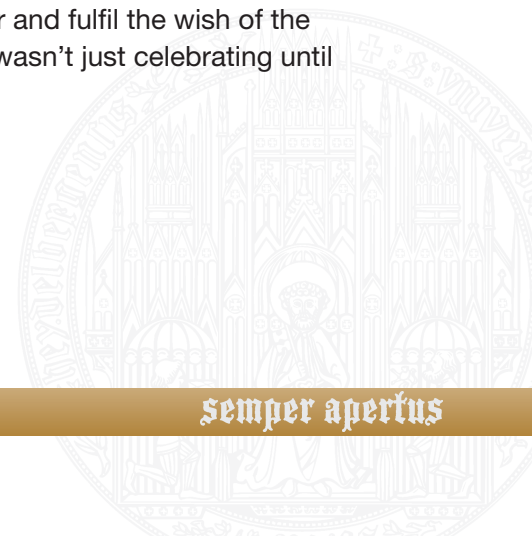 r and fulfil the wish of the
wasn't just celebrating until
semper apertus